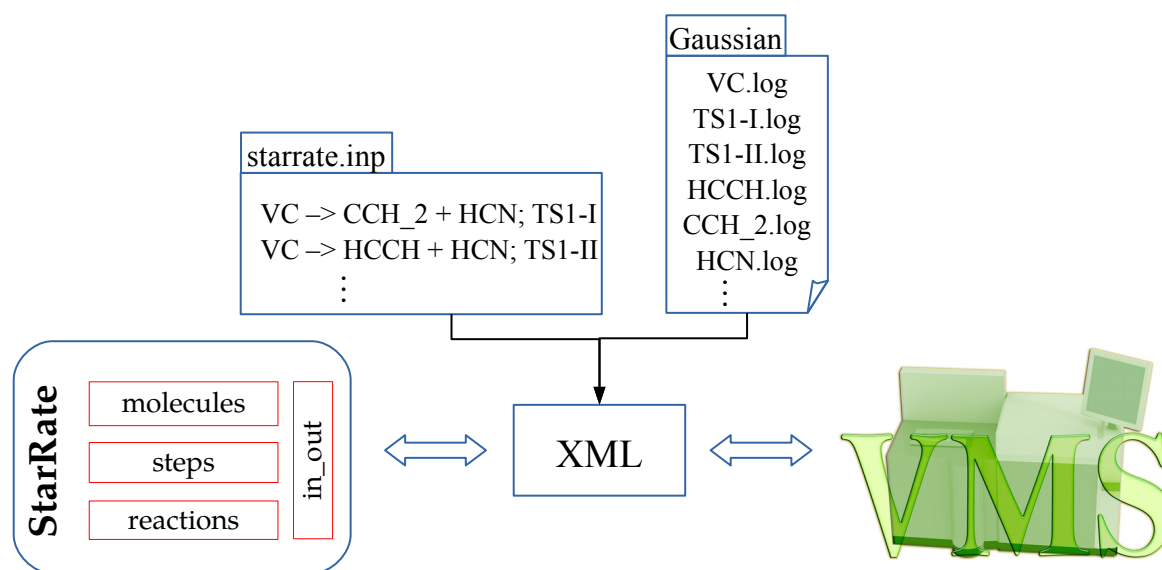 Gaussian
VC.log
TS1-I.log
TS1-II.log
HCCH.log
CCH_2.log
HCN.log
⋮
starrate.inp
VC –> CCH_2 + HCN; TS1-I
VC –> HCCH + HCN; TS1-II
⋮
StarRate
molecules
steps
reactions
in_out
XML
VMS